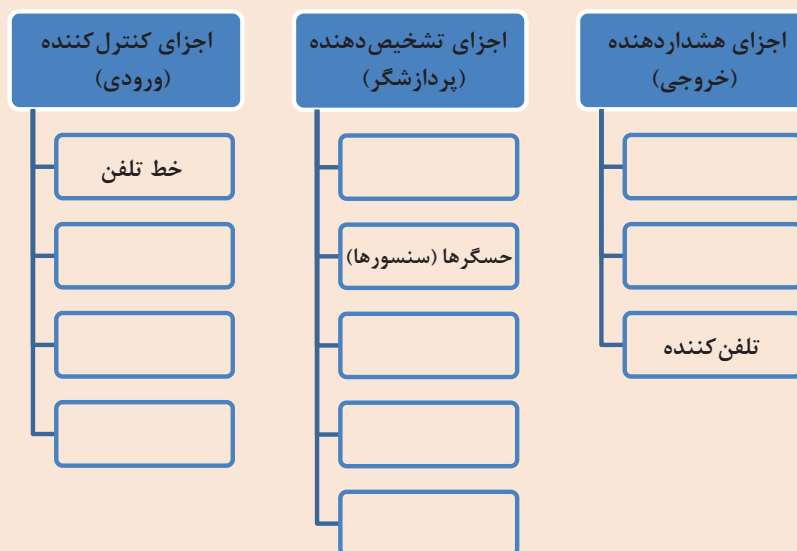 اجزای هشداردهنده
(خروجی)
تلفن‌کننده
اجزای تشخیص‌دهنده
(پردازشگر)
حسگرها (سنسورها)
اجزای کنترل‌کننده
(ورودی)
خط تلفن